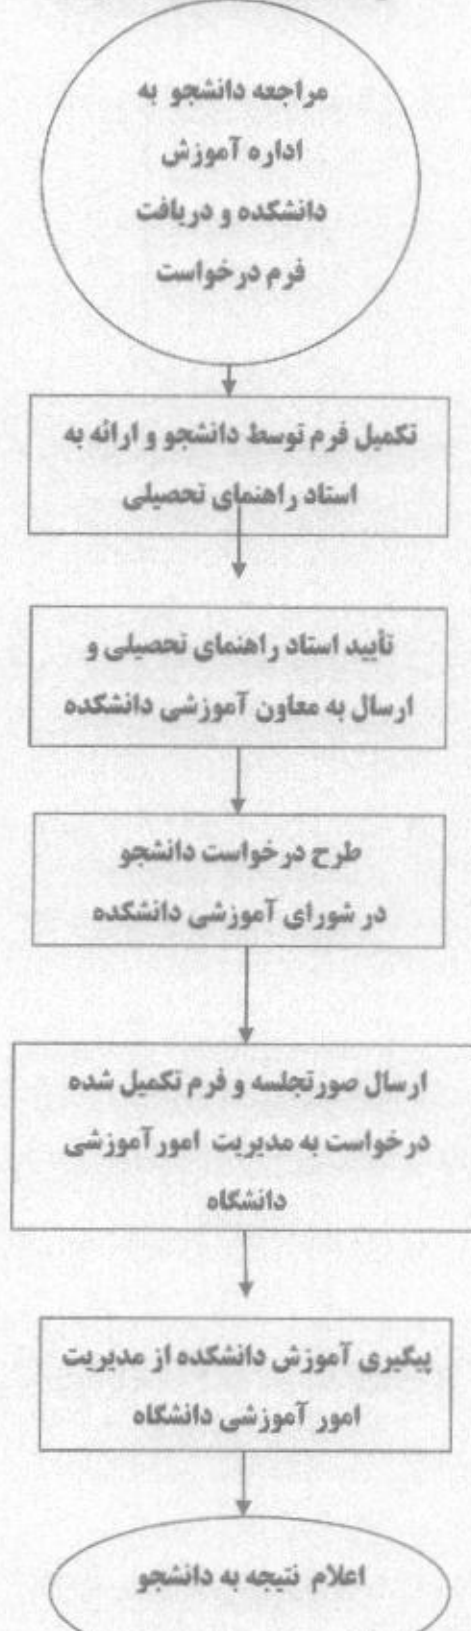 مراجعه دانشجو به
اداره آموزش
دانشکده و دریافت
فرم درخواست
تکمیل فرم توسط دانشجو و ارائه به
استاد راهنمای تحصیلی
تأیید استاد راهنمای تحصیلی و
ارسال به معاون آموزشی دانشکده
طرح درخواست دانشجو
در شورای آموزشی دانشکده
ارسال صورتجلسه و فرم تکمیل شده
درخواست به مدیریت امورآموزشی
دانشگاه
پیگیری آموزش دانشکده از مدیریت
امور آموزشی دانشگاه
اعلام نتیجه به دانشجو